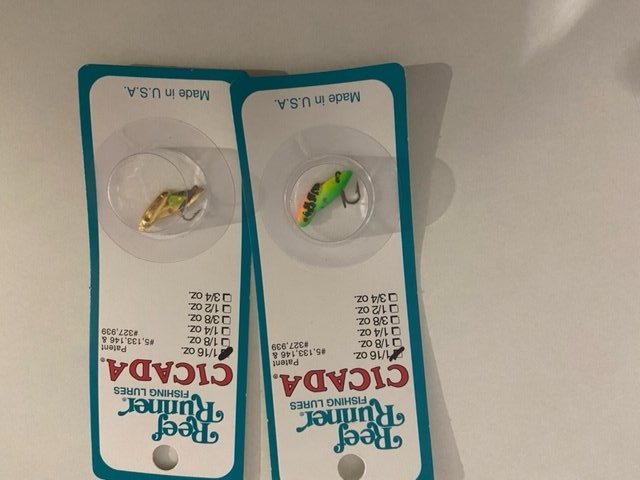 Reef
Runner®
FISHING LURES
CICADA®
1/16 oz.
1/8 oz.
1/4 oz.
3/8 oz.
1/2 oz.
3/4 oz.
Patent
#5,133,146 &
#327,939
Made in U.S.A.
Reef
Runner®
FISHING LURES
CICADA®
1/16 oz.
1/8 oz.
1/4 oz.
3/8 oz.
1/2 oz.
3/4 oz.
Patent
#5,133,146 &
#327,939
Made in U.S.A.